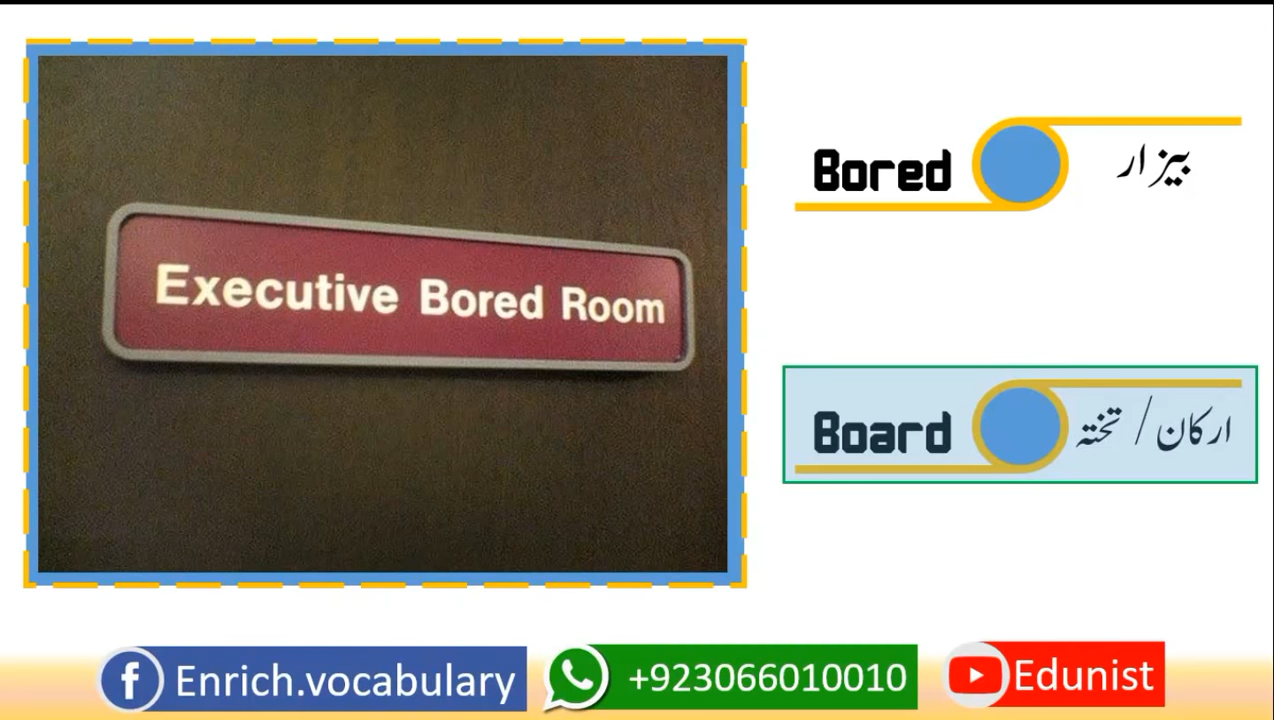 Executive Bored Room
Bored
بیزار
Board
ارکان / تختہ
Enrich.vocabulary
+923066010010
Edunist